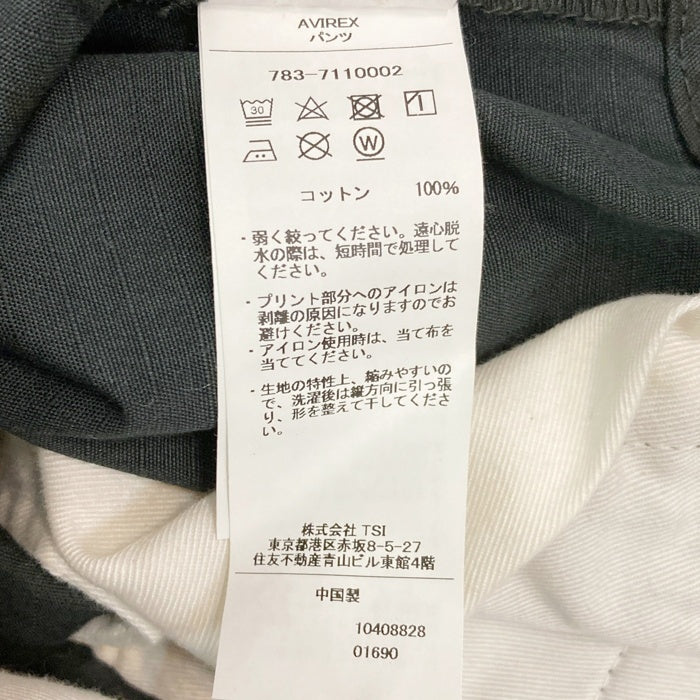 AVIREX
パンツ
783-7110002
30
W
コットン 100%
・弱く絞ってください。遠心脱
水の際は、短時間で処理して
ください。
・プリント部分へのアイロンは
剥離の原因になりますのでお
避けください。
・アイロン使用時は、当て布を
当ててください。
・生地の特性上、縮みやすいの
で、洗濯後は縦方向に引っ張
り、形を整えて干してくださ
い。
株式会社 TSI
東京都港区赤坂8-5-27
住友不動産青山ビル東館4階
中国製
10408828
01690